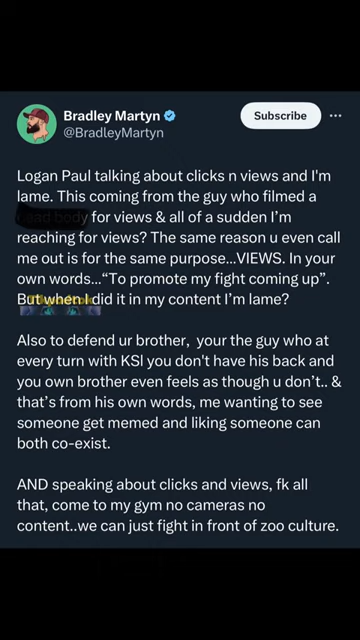 Bradley Martyn
@BradleyMartyn
Subscribe
Logan Paul talking about clicks n views and I'm
lame. This coming from the guy who filmed a
dead body for views & all of a sudden I'm
reaching for views? The same reason u even call
me out is for the same purpose...VIEWS. In your
own words...“To promote my fight coming up”.
But when I did it in my content I'm lame?
Also to defend ur brother, your the guy who at
every turn with KSI you don't have his back and
you own brother even feels as though u don't.. &
that's from his own words, me wanting to see
someone get memed and liking someone can
both co-exist.
AND speaking about clicks and views, fk all
that, come to my gym no cameras no
content..we can just fight in front of zoo culture.